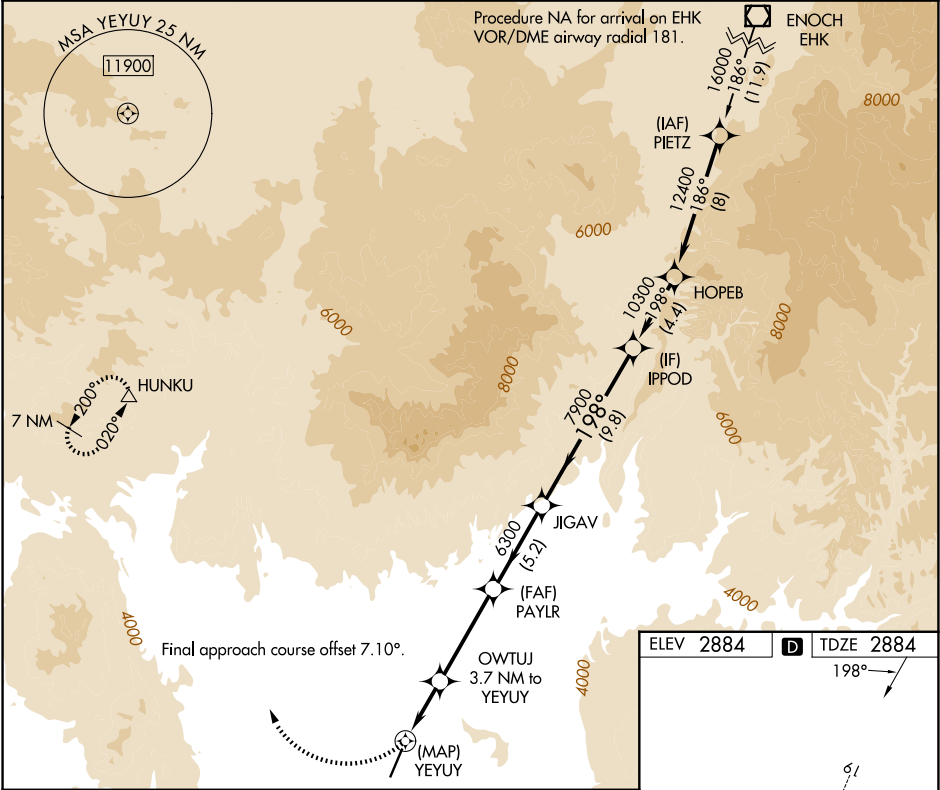 MSA YEYUY 25 NM
11900
Procedure NA for arrival on EHK
VOR/DME airway radial 181.
ENOCH
EHK
16000
186°
(11.9)
8000
(IAF)
PIETZ
12400
186°
(8)
6000
HOPEB
10300
198°
(4.4)
6000
8000
(IF)
IPPOD
8000
HUNKU
200°
020°
7 NM
7900
198°
(9.8)
6000
JIGAV
6300
(5.2)
(FAF)
PAYLR
4000
4000
Final approach course offset 7.10°.
OWTUJ
3.7 NM to
YEYUY
4000
(MAP)
YEYUY
ELEV 2884 D TDZE 2884
198°
19